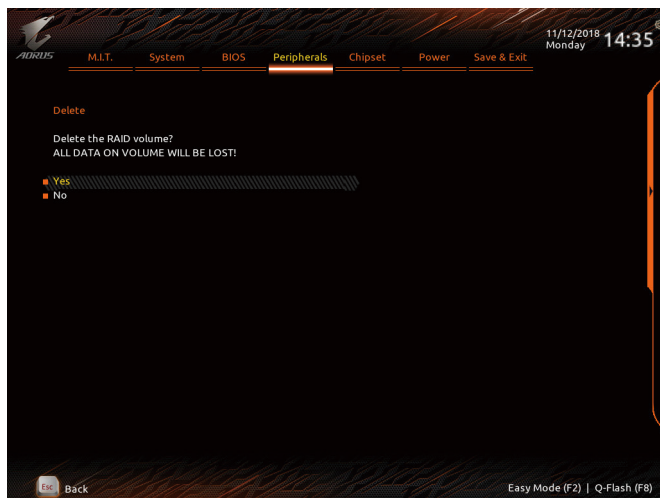 11/12/2018 14:35
Monday
AORUS
M.I.T. System BIOS Peripherals Chipset Power Save & Exit
Delete
Delete the RAID volume?
ALL DATA ON VOLUME WILL BE LOST!
Yes
No
Esc Back
Easy Mode (F2) | Q-Flash (F8)